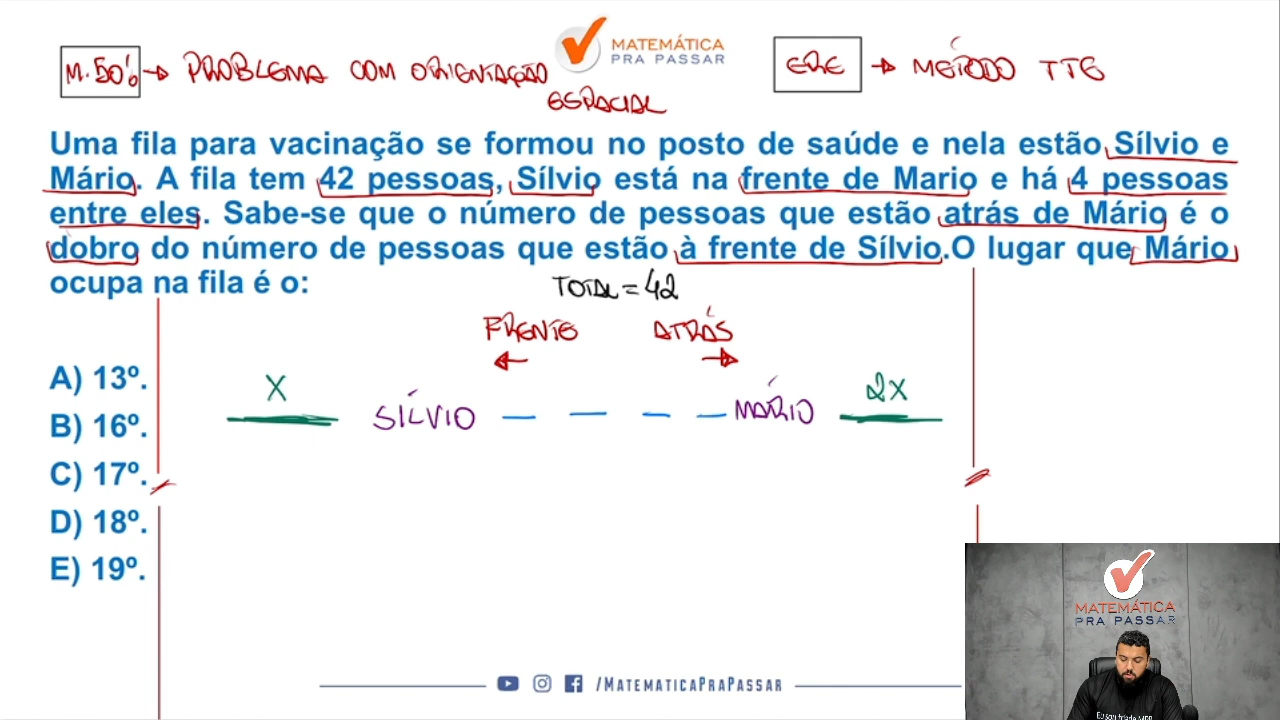 M. 50% → PROBLEMA COM ORIENTAÇÃO
ESPACIAL
MATEMÁTICA
PRA PASSAR
ERE → MÉTODO TTE
Uma fila para vacinação se formou no posto de saúde e nela estão Sílvio e
Mário. A fila tem 42 pessoas, Sílvio está na frente de Mario e há 4 pessoas
entre eles. Sabe-se que o número de pessoas que estão atrás de Mário é o
dobro do número de pessoas que estão à frente de Sílvio.O lugar que Mário
ocupa na fila é o:
TOTAL = 42
FRENTE ATRÁS
← →
A) 13º.
B) 16º.
C) 17º.
D) 18º.
E) 19º.
X SÍLVIO _ _ _ _ MÁRIO 2X
MATEMÁTICA
PRA PASSAR
/MATEMATICAPRAPASSAR